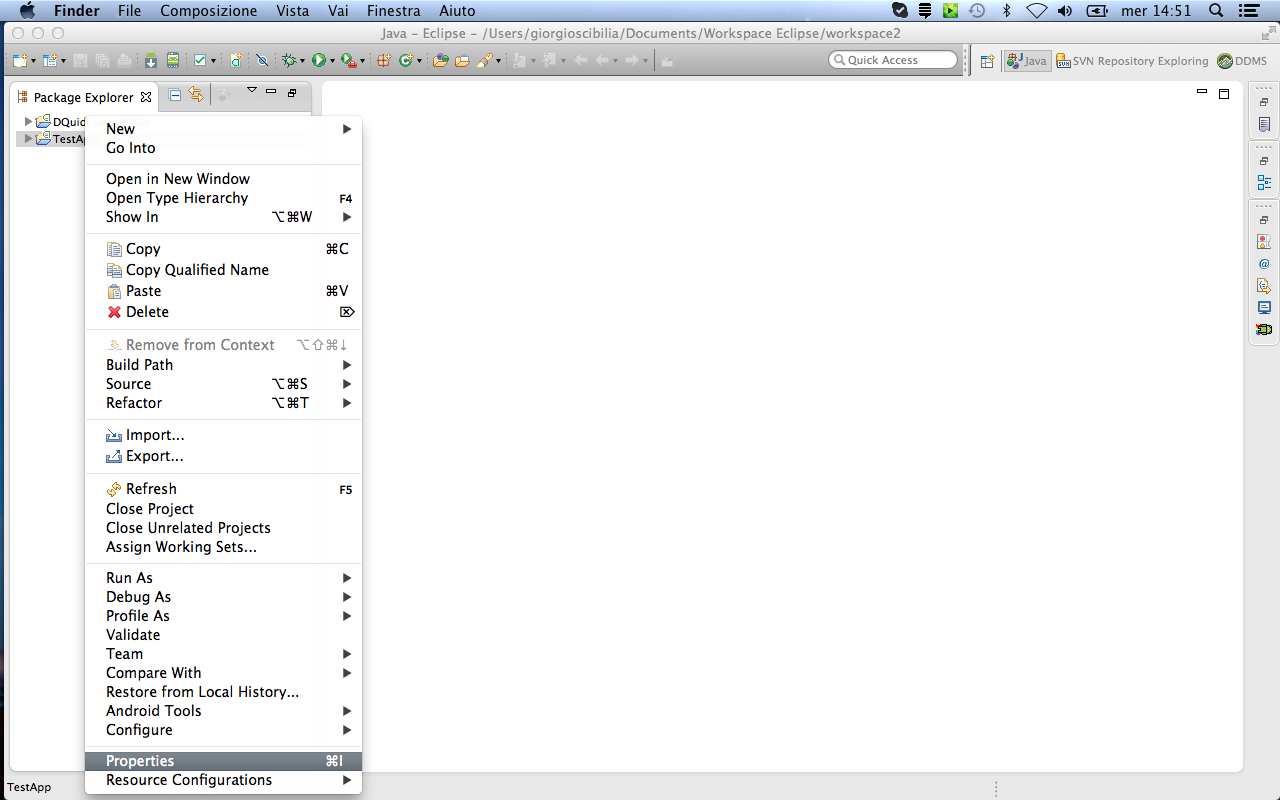 Finder File Composizione Vista Vai Finestra Aiuto mer 14:51
Java – Eclipse – /Users/giorgioscibilia/Documents/Workspace Eclipse/workspace2
Quick Access Java SVN Repository Exploring DDMS
Package Explorer
DQuid
TestAp
New
Go Into
Open in New Window
Open Type Hierarchy F4
Show In ⌥⌘W
Copy ⌘C
Copy Qualified Name
Paste ⌘V
Delete ⌦
Remove from Context ⌥⇧⌘↓
Build Path
Source ⌥⌘S
Refactor ⌥⌘T
Import...
Export...
Refresh F5
Close Project
Close Unrelated Projects
Assign Working Sets...
Run As
Debug As
Profile As
Validate
Team
Compare With
Restore from Local History...
Android Tools
Configure
Properties ⌘I
Resource Configurations
TestApp